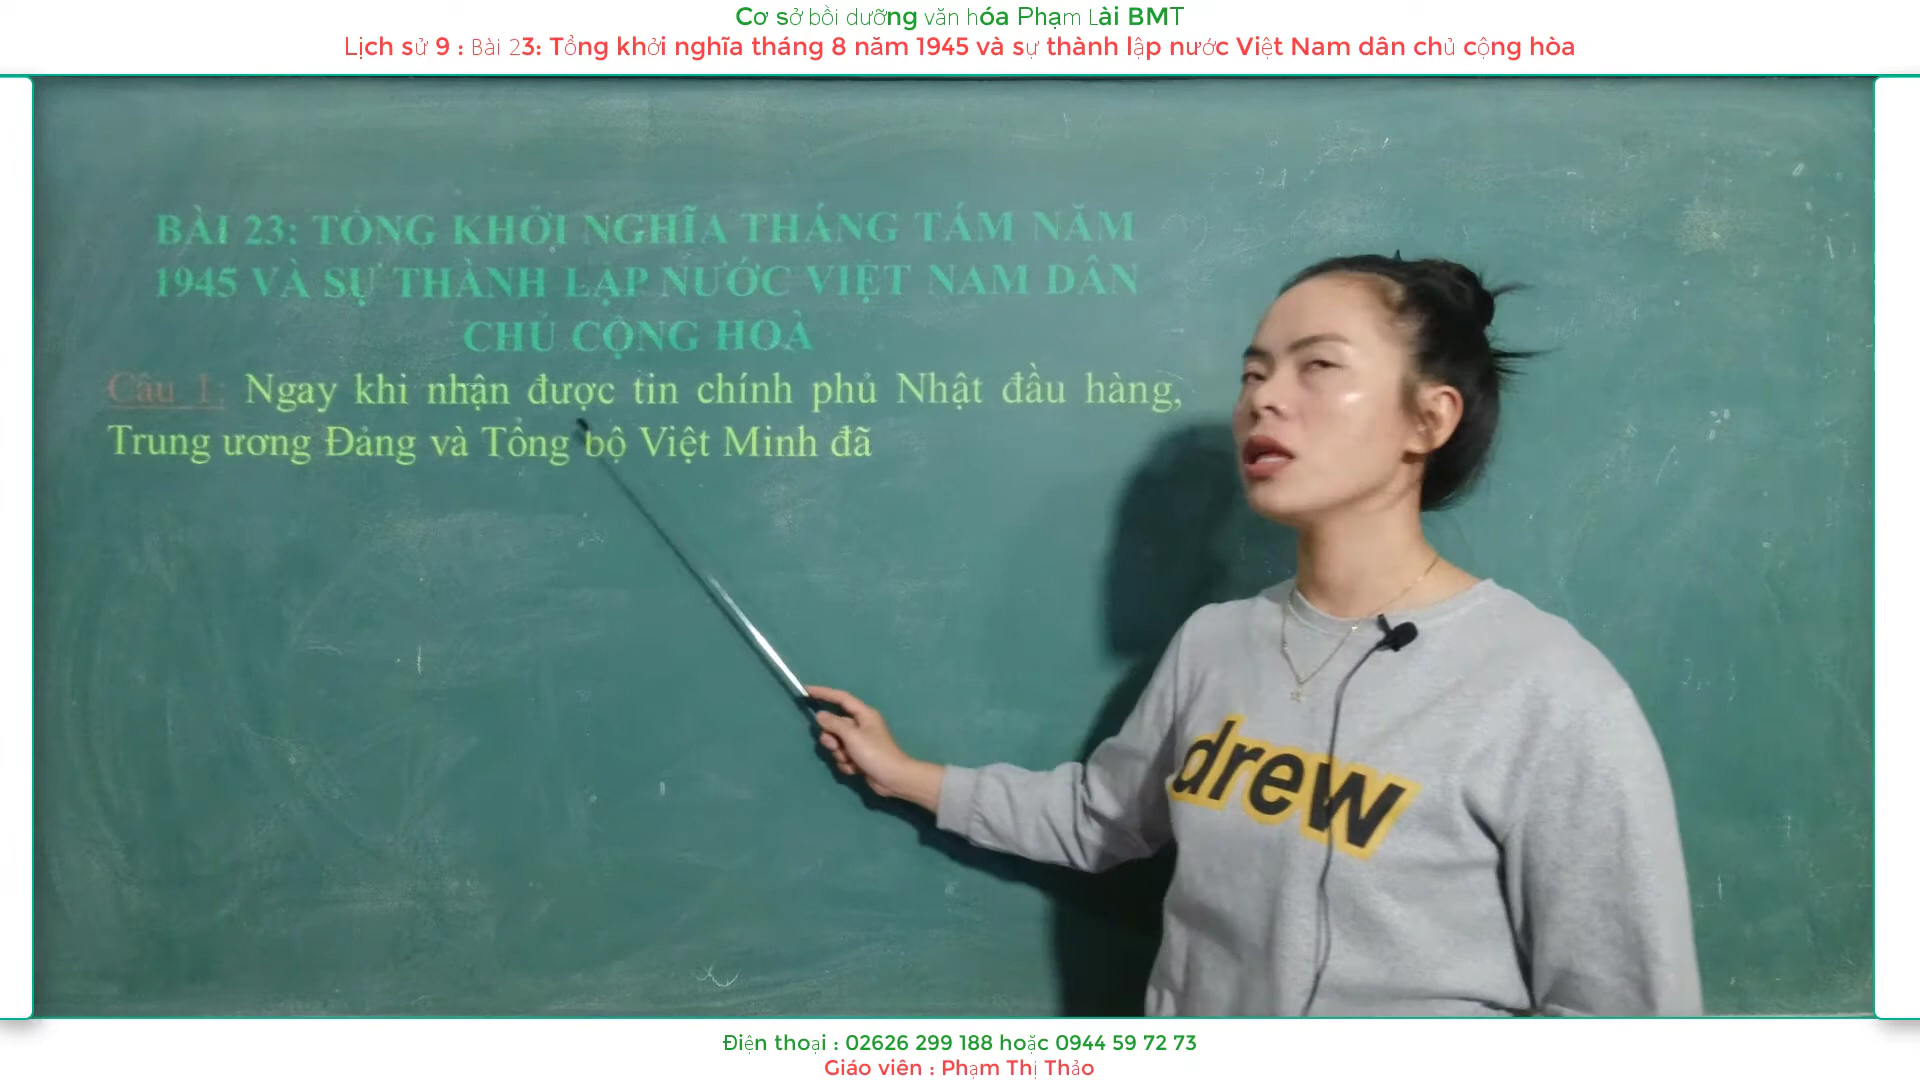 Cơ sở bồi dưỡng văn hóa Phạm Lài BMT
Lịch sử 9 : Bài 23: Tổng khởi nghĩa tháng 8 năm 1945 và sự thành lập nước Việt Nam dân chủ cộng hòa
BÀI 23: TỔNG KHỞI NGHĨA THÁNG TÁM NĂM
1945 VÀ SỰ THÀNH LẬP NƯỚC VIỆT NAM DÂN
CHỦ CỘNG HOÀ
Câu 1: Ngay khi nhận được tin chính phủ Nhật đầu hàng,
Trung ương Đảng và Tổng bộ Việt Minh đã
drew
Điện thoại : 02626 299 188 hoặc 0944 59 72 73
Giáo viên : Phạm Thị Thảo